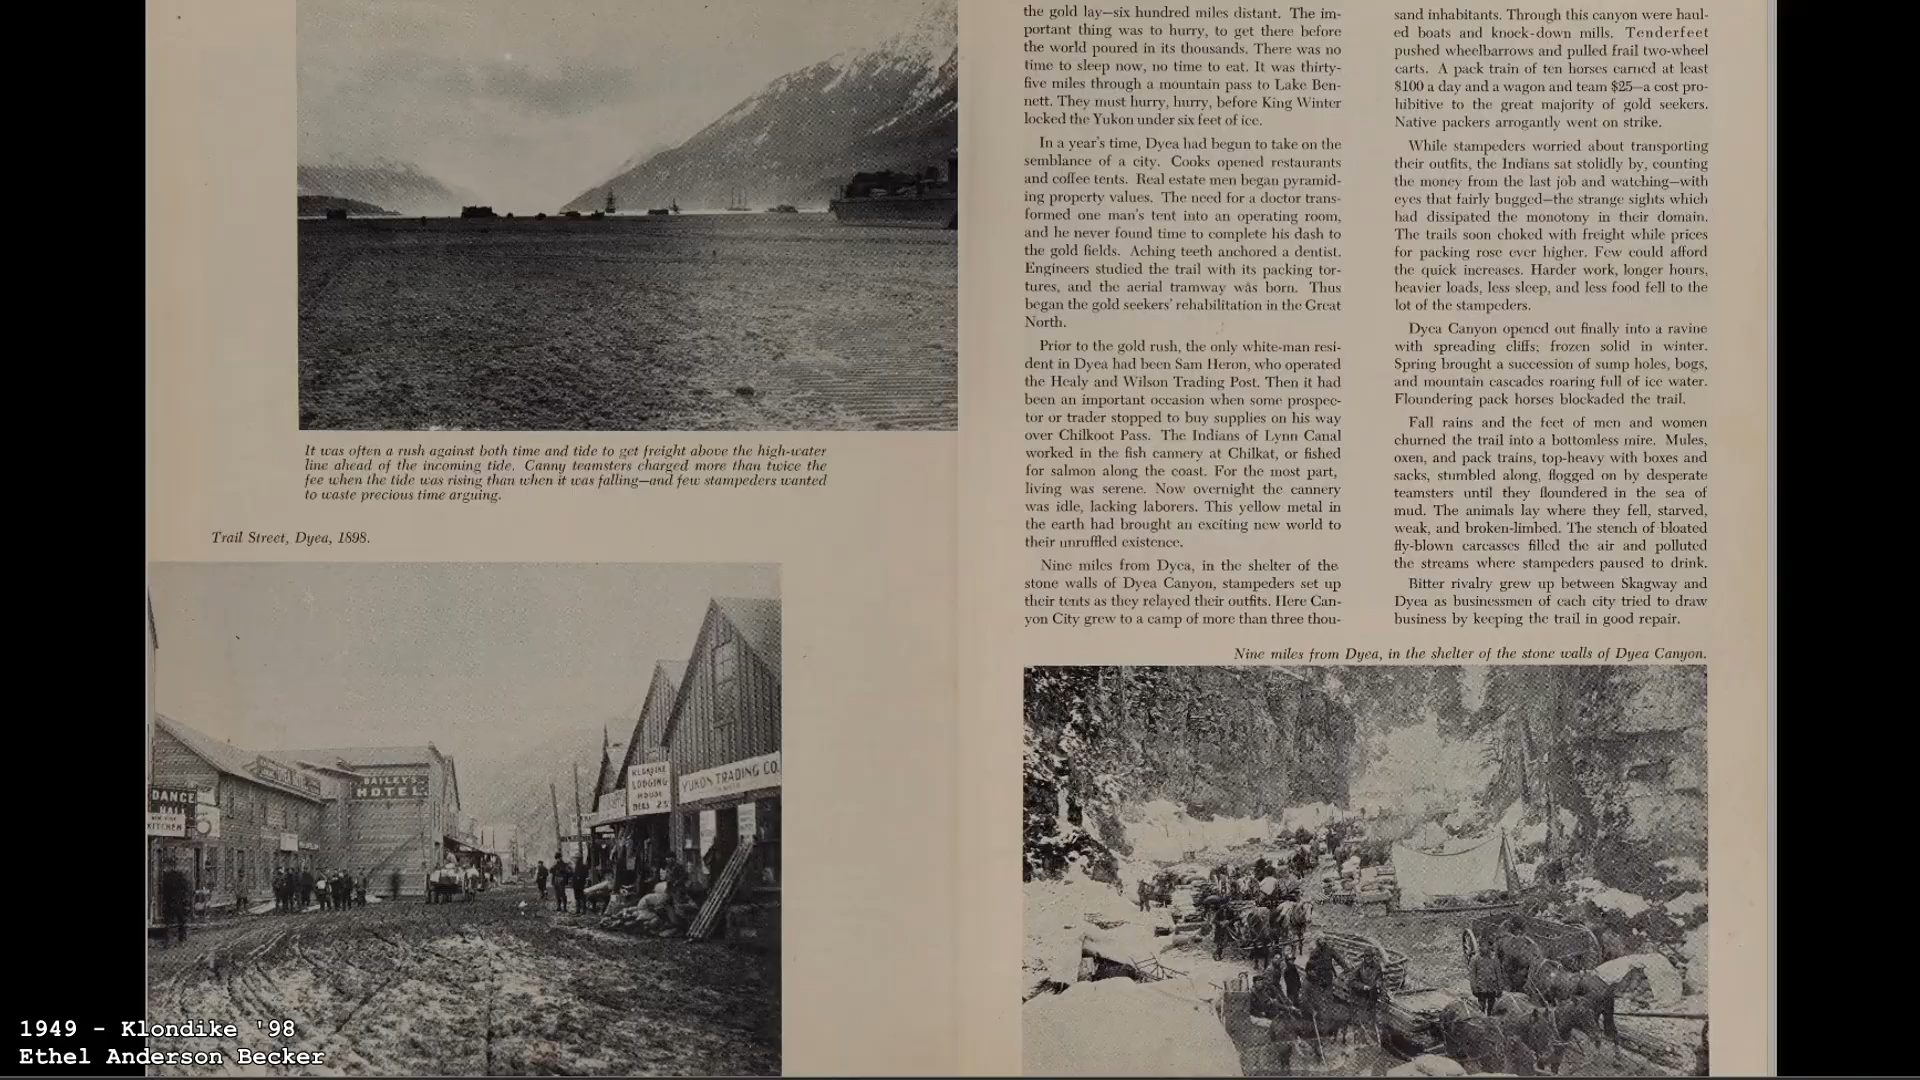 It was often a rush against both time and tide to get freight above the high-water
line ahead of the incoming tide. Canny teamsters charged more than twice the
fee when the tide was rising than when it was falling—and few stampeders wanted
to waste precious time arguing.
Trail Street, Dyea, 1898.
DANCE
HALL
KITCHEN
BAILEY'S
HOTEL
KLONDIKE
LODGING
HOUSE
BEDS
YUKON TRADING CO.
the gold lay—six hundred miles distant. The im-
portant thing was to hurry, to get there before
the world poured in its thousands. There was no
time to sleep now, no time to eat. It was thirty-
five miles through a mountain pass to Lake Ben-
nett. They must hurry, hurry, before King Winter
locked the Yukon under six feet of ice.
In a year's time, Dyea had begun to take on the
semblance of a city. Cooks opened restaurants
and coffee tents. Real estate men began pyramid-
ing property values. The need for a doctor trans-
formed one man's tent into an operating room,
and he never found time to complete his dash to
the gold fields. Aching teeth anchored a dentist.
Engineers studied the trail with its packing tor-
tures, and the aerial tramway was born. Thus
began the gold seekers' rehabilitation in the Great
North.
Prior to the gold rush, the only white-man resi-
dent in Dyea had been Sam Heron, who operated
the Healy and Wilson Trading Post. Then it had
been an important occasion when some prospec-
tor or trader stopped to buy supplies on his way
over Chilkoot Pass. The Indians of Lynn Canal
worked in the fish cannery at Chilkat, or fished
for salmon along the coast. For the most part,
living was serene. Now overnight the cannery
was idle, lacking laborers. This yellow metal in
the earth had brought an exciting new world to
their unruffled existence.
Nine miles from Dyea, in the shelter of the
stone walls of Dyea Canyon, stampeders set up
their tents as they relayed their outfits. Here Can-
yon City grew to a camp of more than three thou-
sand inhabitants. Through this canyon were haul-
ed boats and knock-down mills. Tenderfeet
pushed wheelbarrows and pulled frail two-wheel
carts. A pack train of ten horses earned at least
$100 a day and a wagon and team $25—a cost pro-
hibitive to the great majority of gold seekers.
Native packers arrogantly went on strike.
While stampeders worried about transporting
their outfits, the Indians sat stolidly by, counting
the money from the last job and watching—with
eyes that fairly bugged—the strange sights which
had dissipated the monotony in their domain.
The trails soon choked with freight while prices
for packing rose ever higher. Few could afford
the quick increases. Harder work, longer hours,
heavier loads, less sleep, and less food fell to the
lot of the stampeders.
Dyea Canyon opened out finally into a ravine
with spreading cliffs; frozen solid in winter.
Spring brought a succession of sump holes, bogs,
and mountain cascades roaring full of ice water.
Floundering pack horses blockaded the trail.
Fall rains and the feet of men and women
churned the trail into a bottomless mire. Mules,
oxen, and pack trains, top-heavy with boxes and
sacks, stumbled along, flogged on by desperate
teamsters until they floundered in the sea of
mud. The animals lay where they fell, starved,
weak, and broken-limbed. The stench of bloated
fly-blown carcasses filled the air and polluted
the streams where stampeders paused to drink.
Bitter rivalry grew up between Skagway and
Dyea as businessmen of each city tried to draw
business by keeping the trail in good repair.
Nine miles from Dyea, in the shelter of the stone walls of Dyea Canyon.
1949 - Klondike '98
Ethel Anderson Becker